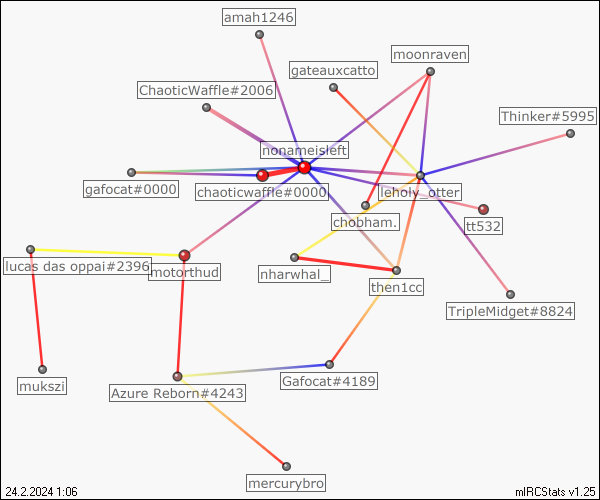 amah1246
moonraven
gateauxcatto
ChaoticWaffle#2006
Thinker#5995
nonameisleft
gafocat#0000
chaoticwaffle#0000
leholy_otter
chobham.
tt532
lucas das oppai#2396
motorthud
nharwhal_
then1cc
TripleMidget#8824
mukszi
Azure Reborn#4243
Gafocat#4189
mercurybro
24.2.2024 1:06
mIRCStats v1.25